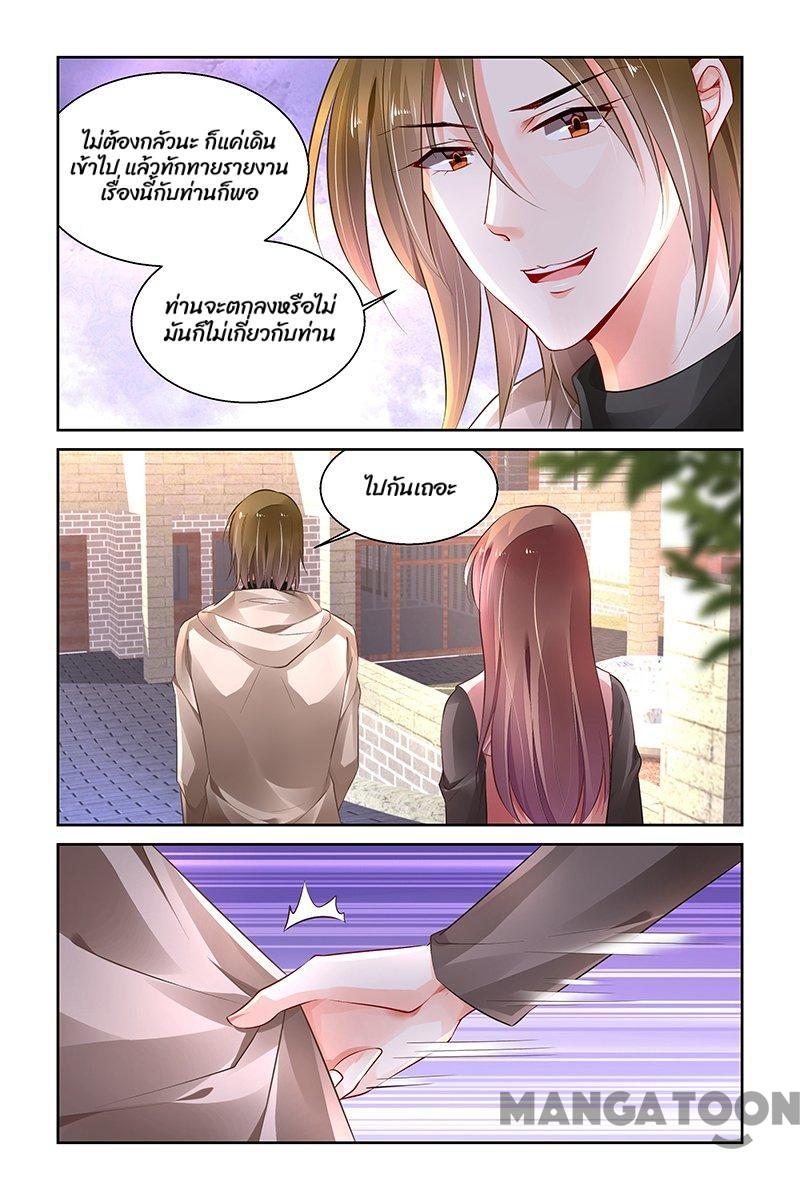 ไม่ต้องกลัวนะ ก็แค่เดิน
เข้าไป แล้วทักทายรายงาน
เรื่องนี้กับท่านก็พอ
ท่านจะตกลงหรือไม่
มันก็ไม่เกี่ยวกับท่าน
ไปกันเถอะ
MANGATOON